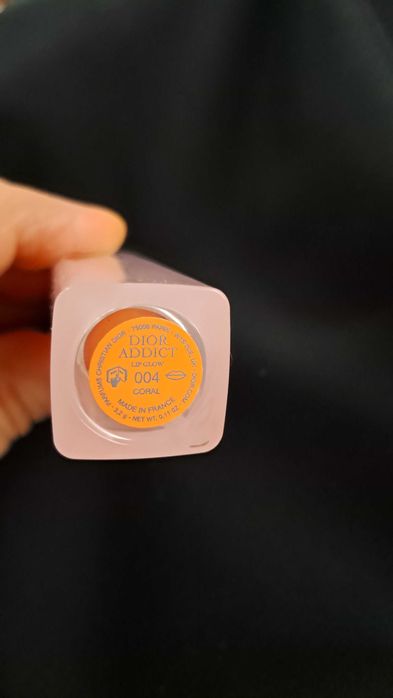 PARFUMS CHRISTIAN DIOR - 75008 PARIS
DIOR
ADDICT
LIP GLOW
004
CORAL
MADE IN FRANCE
3,2 g - NET WT. 0.11 OZ